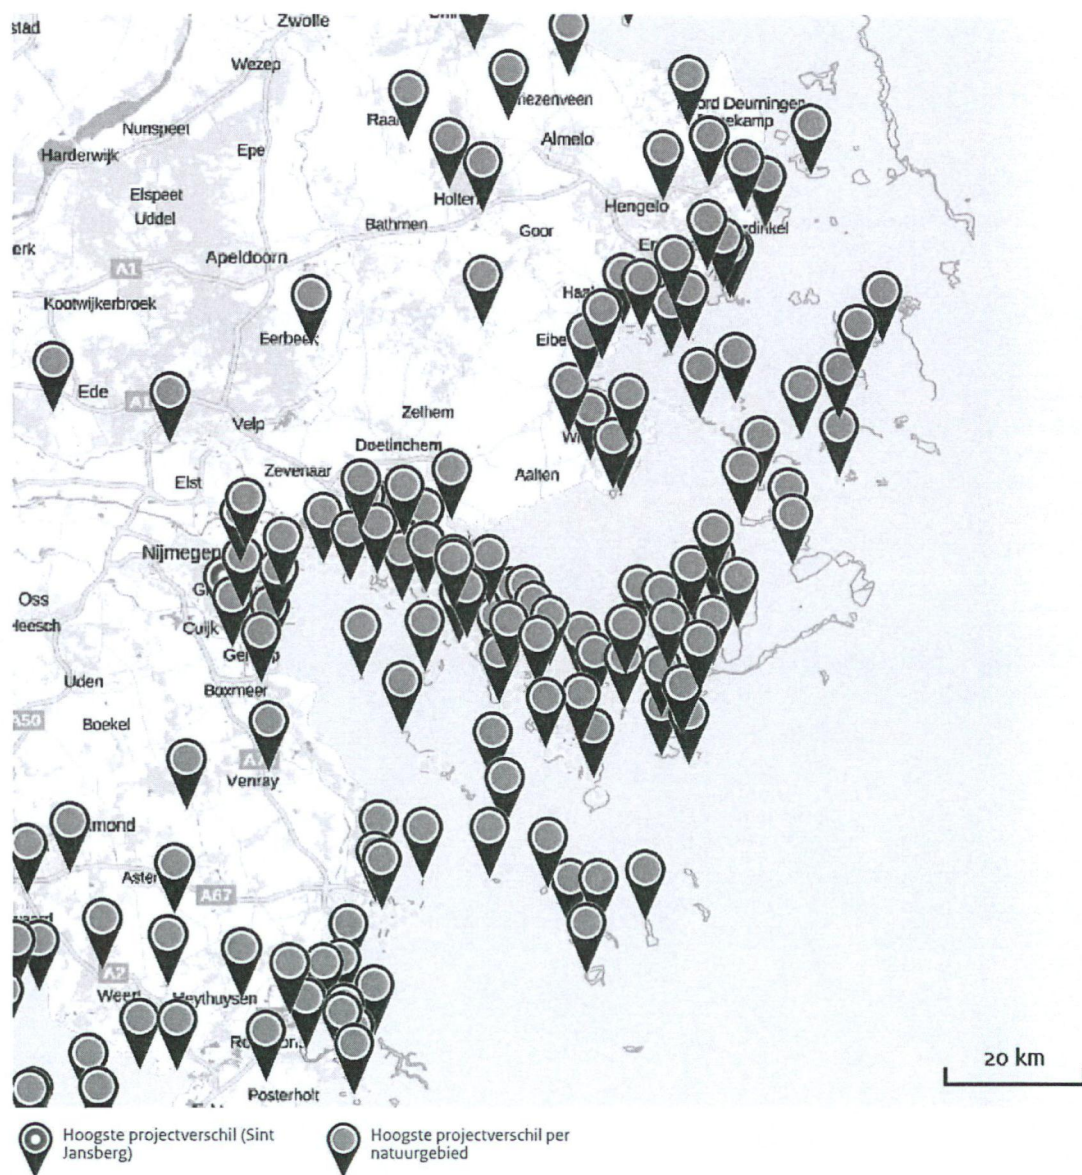 Zwolle
Wezep
Nunspeet
Harderwijk
Epe
Almelo
Elspeet
Uddel
Holten
Hengelo
Bathmen
Goor
A1
Apeldoorn
Kootwijkerbroek
Eerbeek
Ede
Velp
Zelhem
Doetinchem
Zevenaar
Aalten
Elst
Nijmegen
Oss
Heesch
Cuijk
Uden
Boxmeer
A50
Boekel
Venray
A67
A2
Weert
Heythuysen
Posterholt
20 km
Hoogste projectverschil (Sint
Jansberg)
Hoogste projectverschil per
natuurgebied